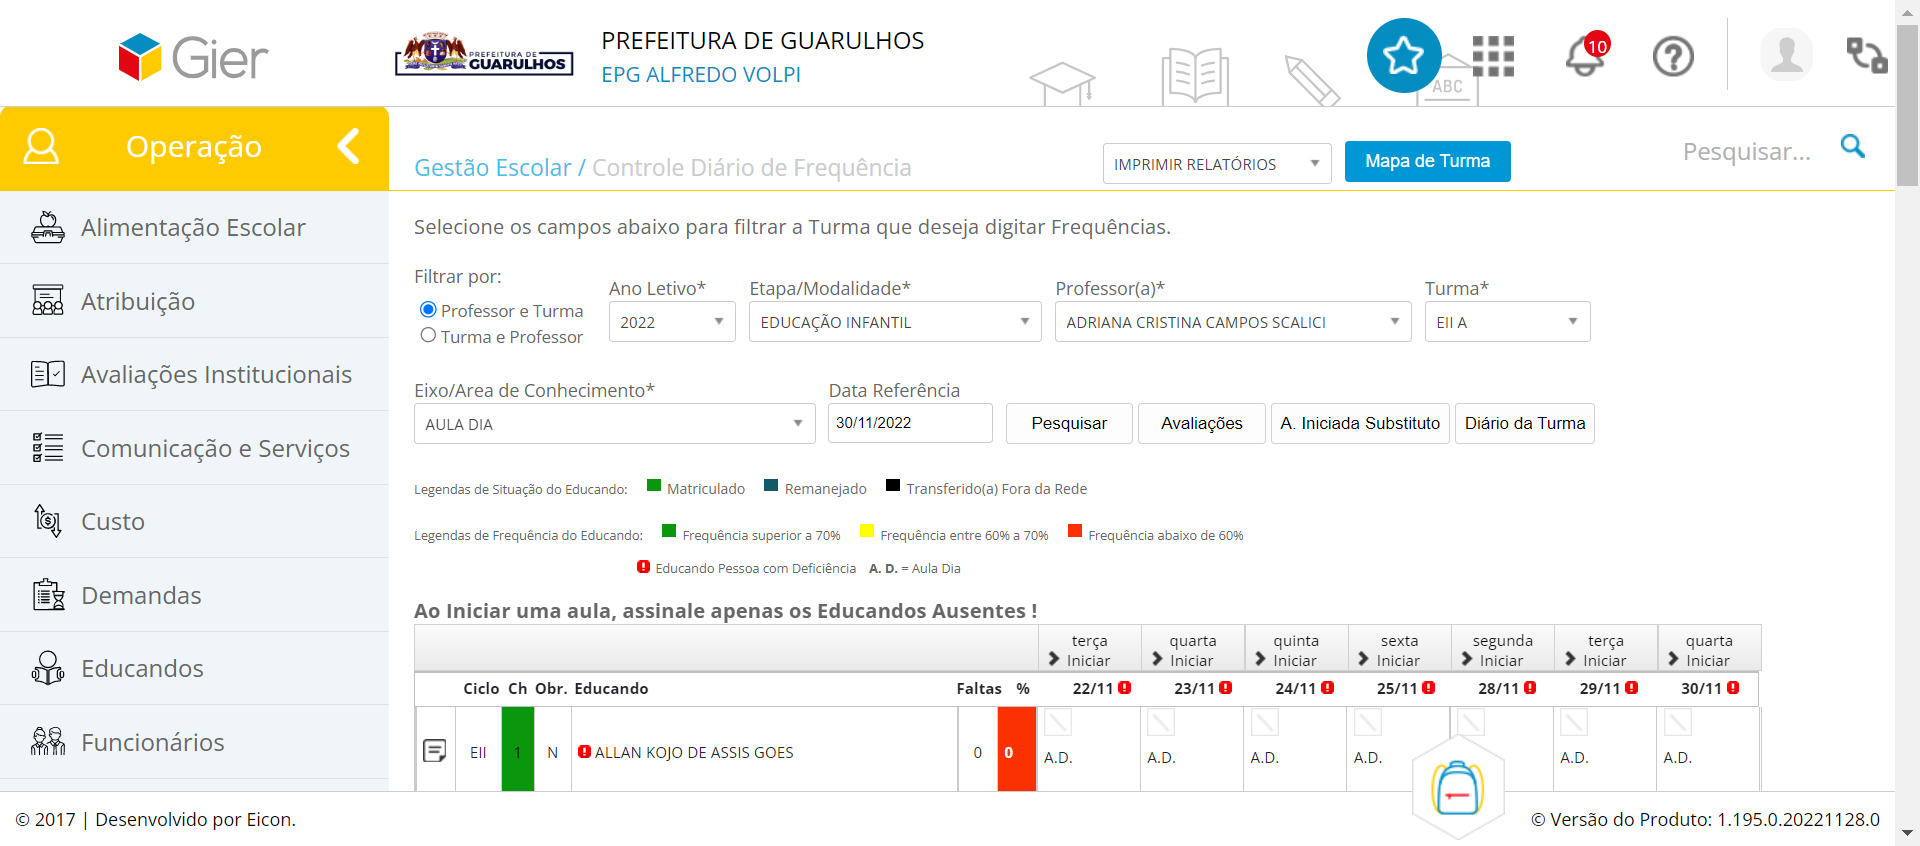 Gier
PREFEITURA DE
GUARULHOS
PREFEITURA DE GUARULHOS
EPG ALFREDO VOLPI
ABC
10
Operação
Gestão Escolar / Controle Diário de Frequência
IMPRIMIR RELATÓRIOS
Mapa de Turma
Pesquisar...
Alimentação Escolar
Atribuição
Avaliações Institucionais
Comunicação e Serviços
Custo
Demandas
Educandos
Funcionários
Selecione os campos abaixo para filtrar a Turma que deseja digitar Frequências.
Filtrar por:
Professor e Turma
Turma e Professor
Ano Letivo* Etapa/Modalidade* Professor(a)* Turma*
2022 EDUCAÇÃO INFANTIL ADRIANA CRISTINA CAMPOS SCALICI EII A
Eixo/Area de Conhecimento* Data Referência
AULA DIA 30/11/2022 Pesquisar Avaliações A. Iniciada Substituto Diário da Turma
Legendas de Situação do Educando: Matriculado Remanejado Transferido(a) Fora da Rede
Legendas de Frequência do Educando: Frequência superior a 70% Frequência entre 60% a 70% Frequência abaixo de 60%
Educando Pessoa com Deficiência A. D. = Aula Dia
Ao Iniciar uma aula, assinale apenas os Educandos Ausentes !
terça quarta quinta sexta segunda terça quarta
Iniciar Iniciar Iniciar Iniciar Iniciar Iniciar Iniciar
Ciclo Ch Obr. Educando Faltas % 22/11 23/11 24/11 25/11 28/11 29/11 30/11
EII 1 N ALLAN KOJO DE ASSIS GOES 0 0 A.D. A.D. A.D. A.D. A.D. A.D.
© 2017 | Desenvolvido por Eicon.
© Versão do Produto: 1.195.0.20221128.0